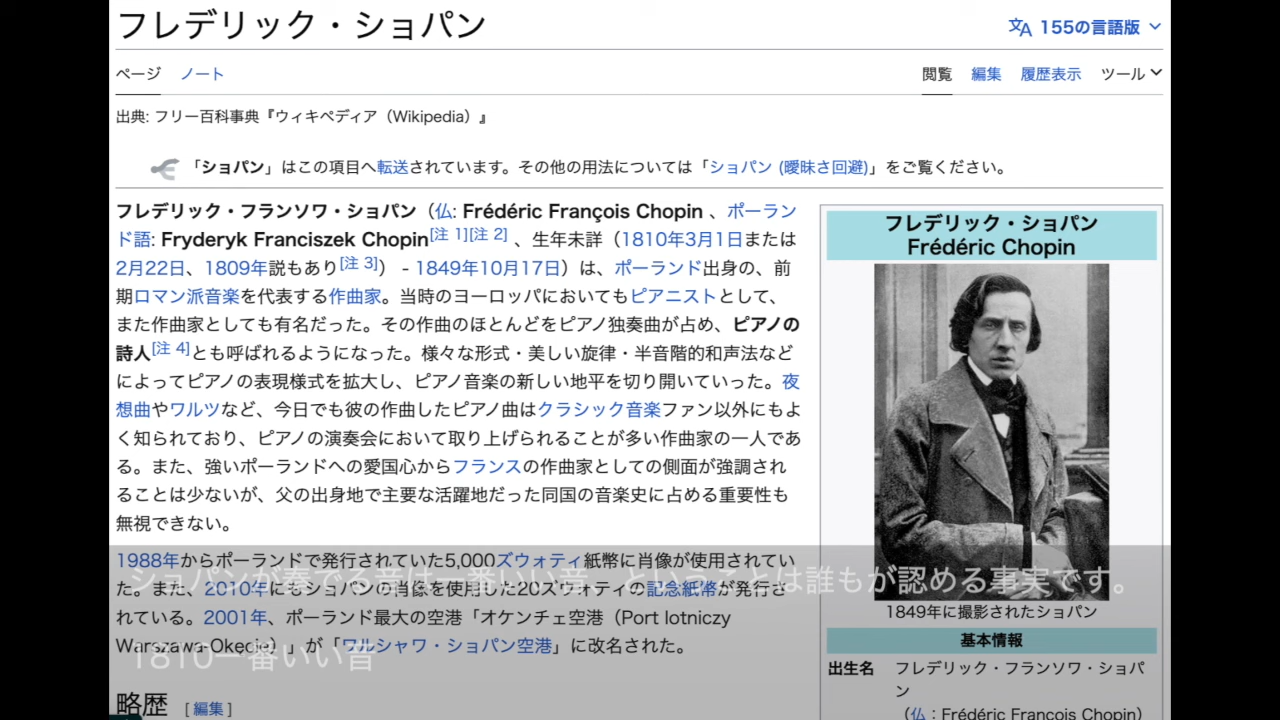 フレデリック・ショパン
155の言語版
ページ ノート 閲覧 編集 履歴表示 ツール
出典: フリー百科事典『ウィキペディア（Wikipedia）』
「ショパン」はこの項目へ転送されています。その他の用法については「ショパン (曖昧さ回避)」をご覧ください。
フレデリック・フランソワ・ショパン（仏: Frédéric François Chopin 、ポーラン
ド語: Fryderyk Franciszek Chopin[注 1][注 2] 、生年未詳（1810年3月1日または
2月22日、1809年説もあり[注 3]） - 1849年10月17日）は、ポーランド出身の、前
期ロマン派音楽を代表する作曲家。当時のヨーロッパにおいてもピアニストとして、
また作曲家としても有名だった。その作曲のほとんどをピアノ独奏曲が占め、ピアノの
詩人[注 4]とも呼ばれるようになった。様々な形式・美しい旋律・半音階的和声法など
によってピアノの表現様式を拡大し、ピアノ音楽の新しい地平を切り開いていった。夜
想曲やワルツなど、今日でも彼の作曲したピアノ曲はクラシック音楽ファン以外にもよ
く知られており、ピアノの演奏会において取り上げられることが多い作曲家の一人であ
る。また、強いポーランドへの愛国心からフランスの作曲家としての側面が強調され
ることは少ないが、父の出身地で主要な活躍地だった同国の音楽史に占める重要性も
無視できない。
1988年からポーランドで発行されていた5,000ズウォティ紙幣に肖像が使用されてい
た。また、2010年にもショパンの肖像を使用した20ズウォティの記念紙幣が発行さ
れている。2001年、ポーランド最大の空港「オケンチェ空港（Port lotniczy
Warszawa-Okęcie）」が「ワルシャワ・ショパン空港」に改名された。
略歴 [編集]
フレデリック・ショパン
Frédéric Chopin
1849年に撮影されたショパン
基本情報
出生名 フレデリック・フランソワ・ショパ
ン
（仏：Frédéric François Chopin）
ショパンが奏でる音は一番いい音、ということは誰もが認める事実です。
1810一番いい音